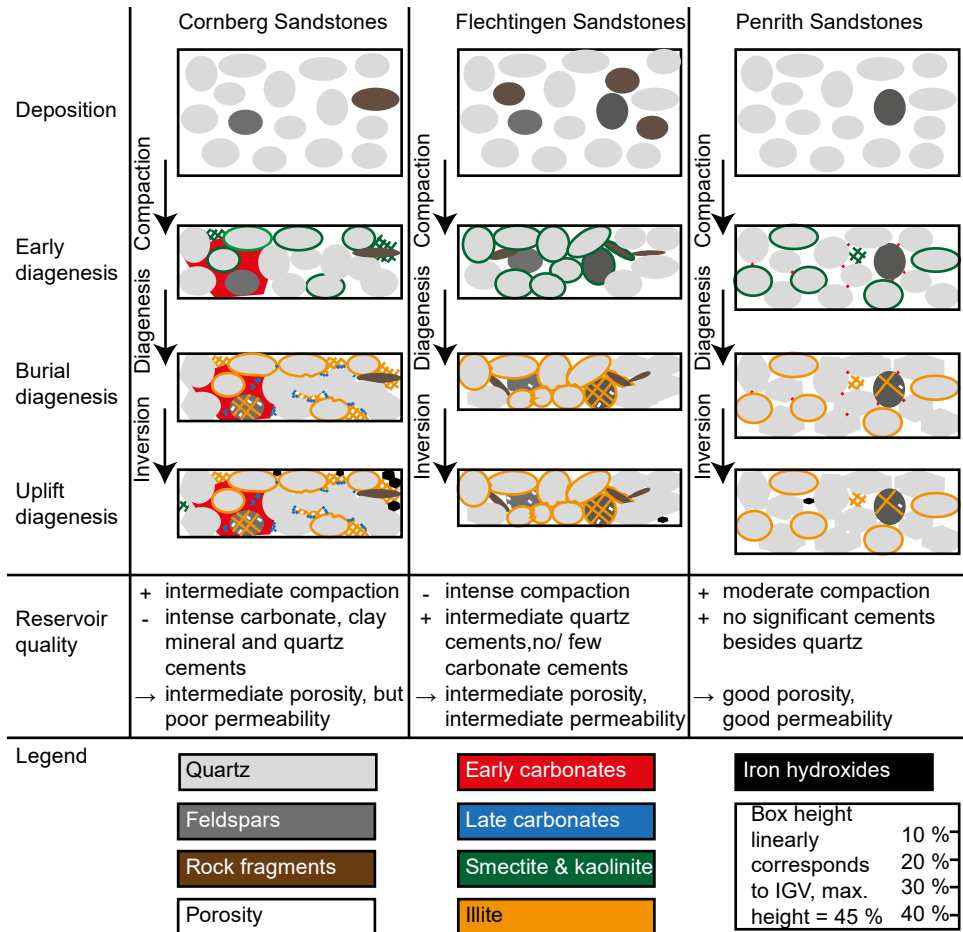 Cornberg Sandstones
Flechtingen Sandstones
Penrith Sandstones
Deposition
Compaction
Compaction
Compaction
Early
diagenesis
Diagenesis
Diagenesis
Diagenesis
Burial
diagenesis
Inversion
Inversion
Inversion
Uplift
diagenesis
Reservoir
quality
+ intermediate compaction
- intense carbonate, clay
mineral and quartz
cements
→ intermediate porosity, but
poor permeability
- intense compaction
+ intermediate quartz
cements,no/ few
carbonate cements
→ intermediate porosity,
intermediate permeability
+ moderate compaction
+ no significant cements
besides quartz
→ good porosity,
good permeability
Legend
Quartz
Feldspars
Rock fragments
Porosity
Early carbonates
Late carbonates
Smectite & kaolinite
Illite
Iron hydroxides
Box height
linearly
corresponds
to IGV, max.
height = 45 %
10 %
20 %
30 %
40 %